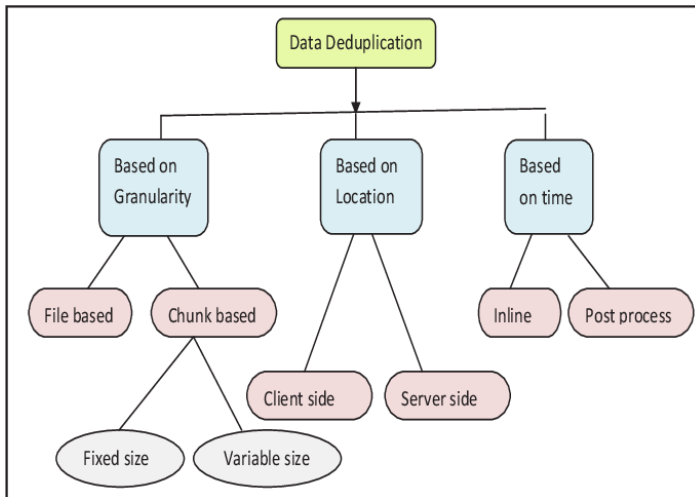 Data Deduplication
Based on
Granularity
Based on
Location
Based
on time
File based
Chunk based
Inline
Post process
Client side
Server side
Fixed size
Variable size